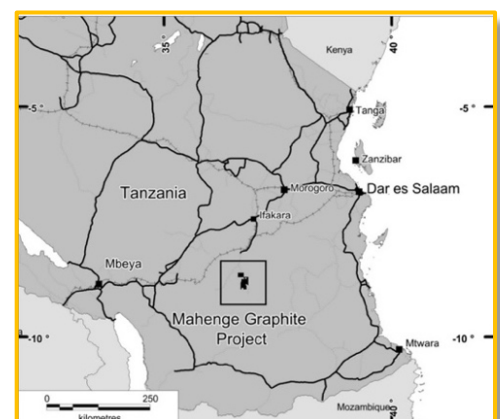 35
40
Kenya
-5
-5°
Tanga
Zanzibar
Morogoro
Dar es Salaam
Tanzania
Ifakara
Mbeya
Mahenge Graphite
Project
-10°
-10°
Mtwara
0 250
kilometres
Mozambique
40